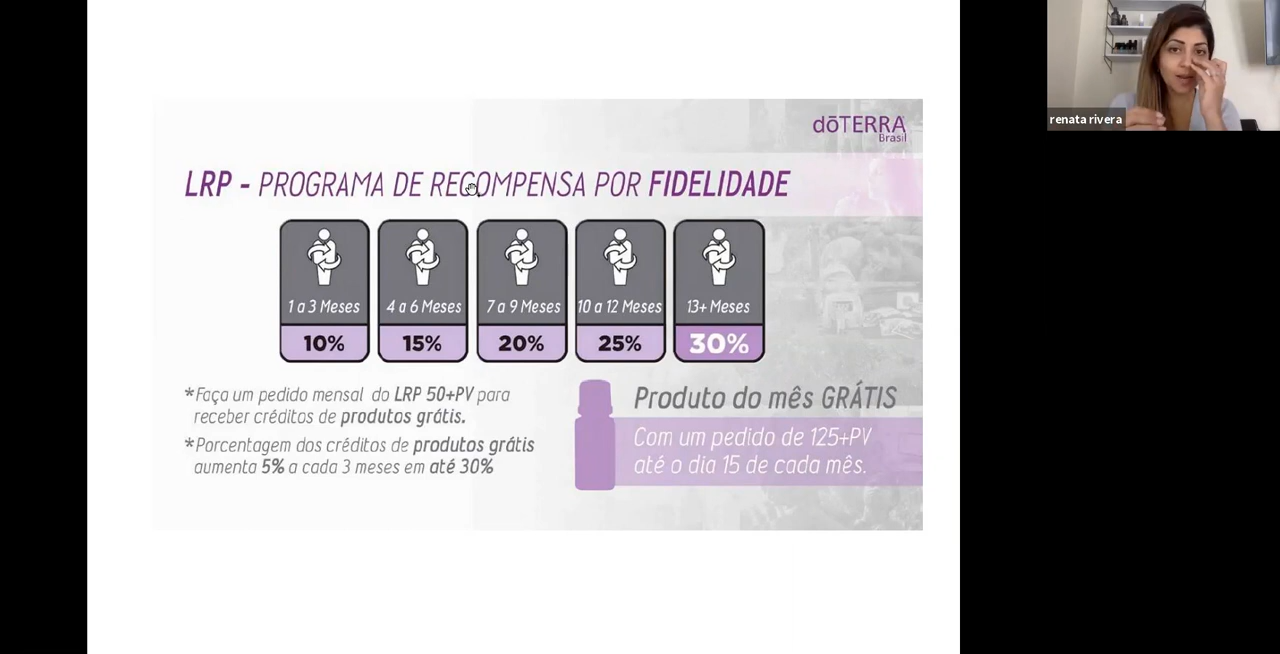 dōTERRA
Brasil
LRP - PROGRAMA DE RECOMPENSA POR FIDELIDADE
1 a 3 Meses
10%
4 a 6 Meses
15%
7 a 9 Meses
20%
10 a 12 Meses
25%
13+ Meses
30%
*Faça um pedido mensal do LRP 50+PV para
receber créditos de produtos grátis.
*Porcentagem dos créditos de produtos grátis
aumenta 5% a cada 3 meses em até 30%
Produto do mês GRÁTIS
Com um pedido de 125+PV
até o dia 15 de cada mês.
renata rivera